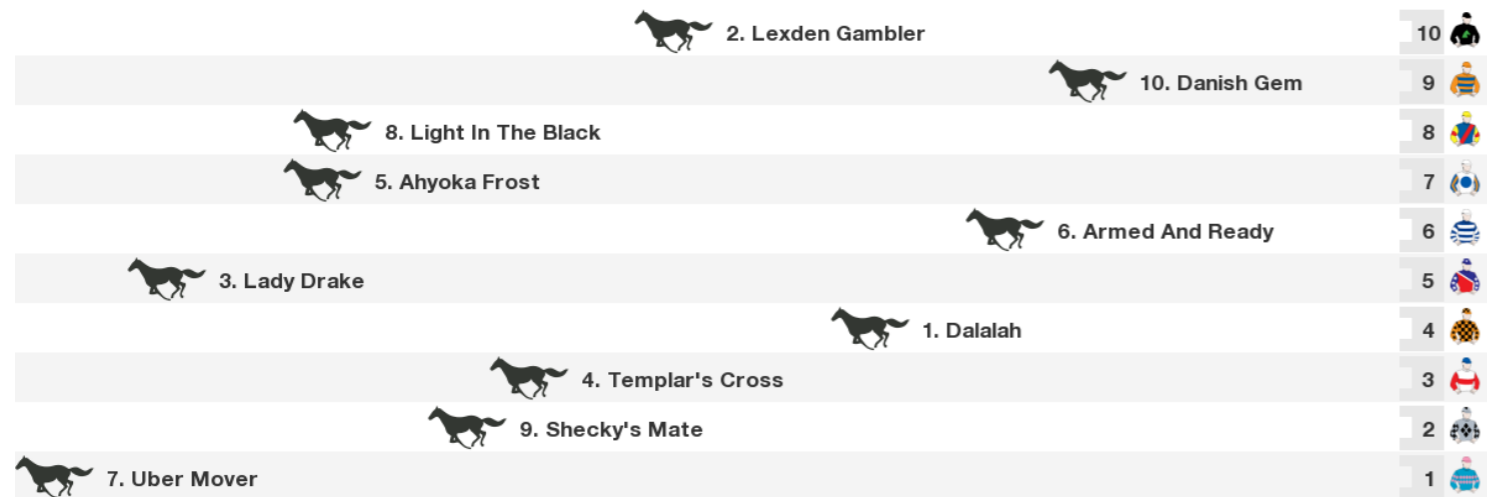 2. Lexden Gambler 10
10. Danish Gem 9
8. Light In The Black 8
5. Ahyoka Frost 7
6. Armed And Ready 6
3. Lady Drake 5
1. Dalalah 4
4. Templar's Cross 3
9. Shecky's Mate 2
7. Uber Mover 1